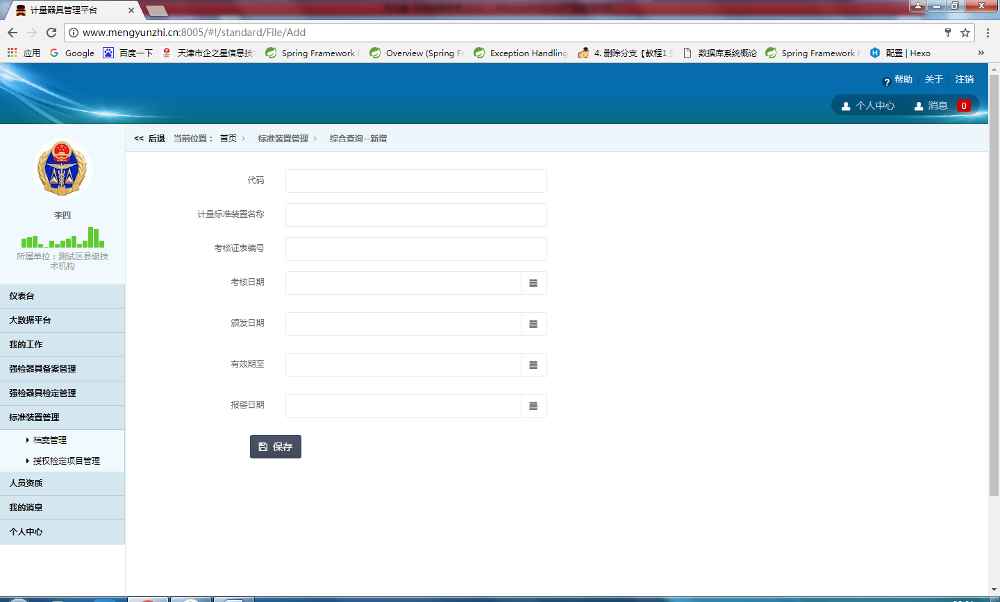 计量器具管理平台
www.mengyunzhi.cn:8005/#!/standard/File/Add
应用 Google 百度一下 天津市企之星信息技 Spring Framework Overview (Spring Fr Exception Handling 4. 删除分支【教程1 数据库系统概论 Spring Framework 配置 | Hexo »
? 帮助 关于 注销
个人中心 消息 0
<< 后退 当前位置： 首页 标准装置管理 综合查询--新增
李四
所属单位：测试区县级技
术机构
仪表台
大数据平台
我的工作
强检器具备案管理
强检器具检定管理
标准装置管理
档案管理
授权检定项目管理
人员资质
我的消息
个人中心
代码
计量标准装置名称
考核证表编号
考核日期
颁发日期
有效期至
报警日期
保存